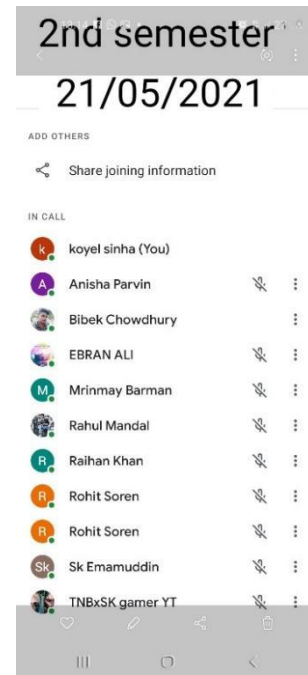 2nd semester
21/05/2021
ADD OTHERS
Share joining information
IN CALL
k koyel sinha (You)
A Anisha Parvin
Bibek Chowdhury
EBRAN ALI
M Mrinmay Barman
Rahul Mandal
R Raihan Khan
R Rohit Soren
R Rohit Soren
Sk Sk Emamuddin
TNBxSK gamer YT